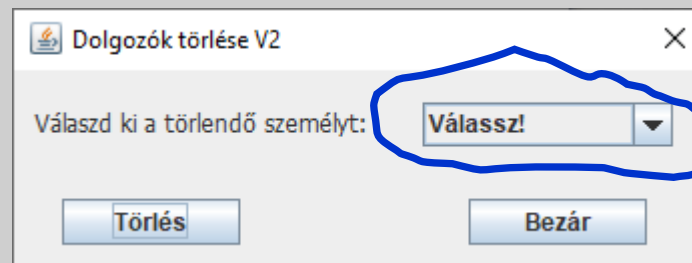 Dolgozók törlése V2
Válaszd ki a törlendő személyt:
Válassz!
Törlés
Bezár